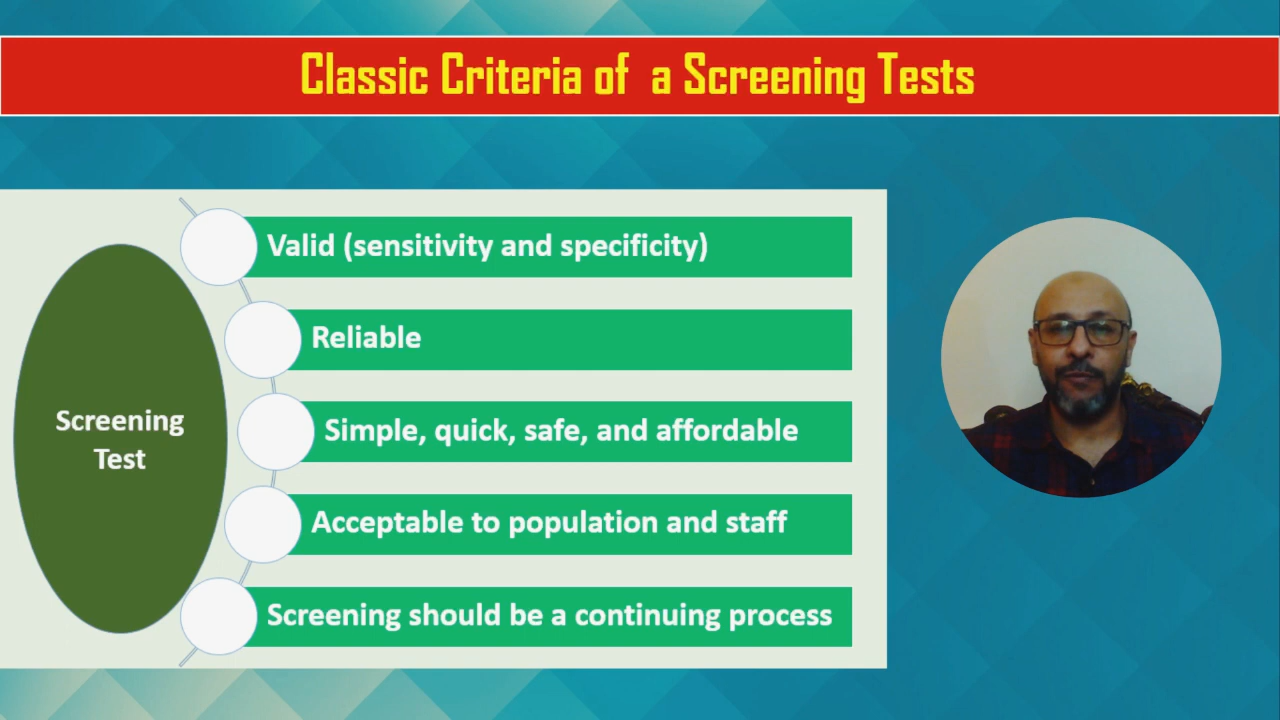 Classic Criteria of a Screening Tests
Screening
Test
Valid (sensitivity and specificity)
Reliable
Simple, quick, safe, and affordable
Acceptable to population and staff
Screening should be a continuing process